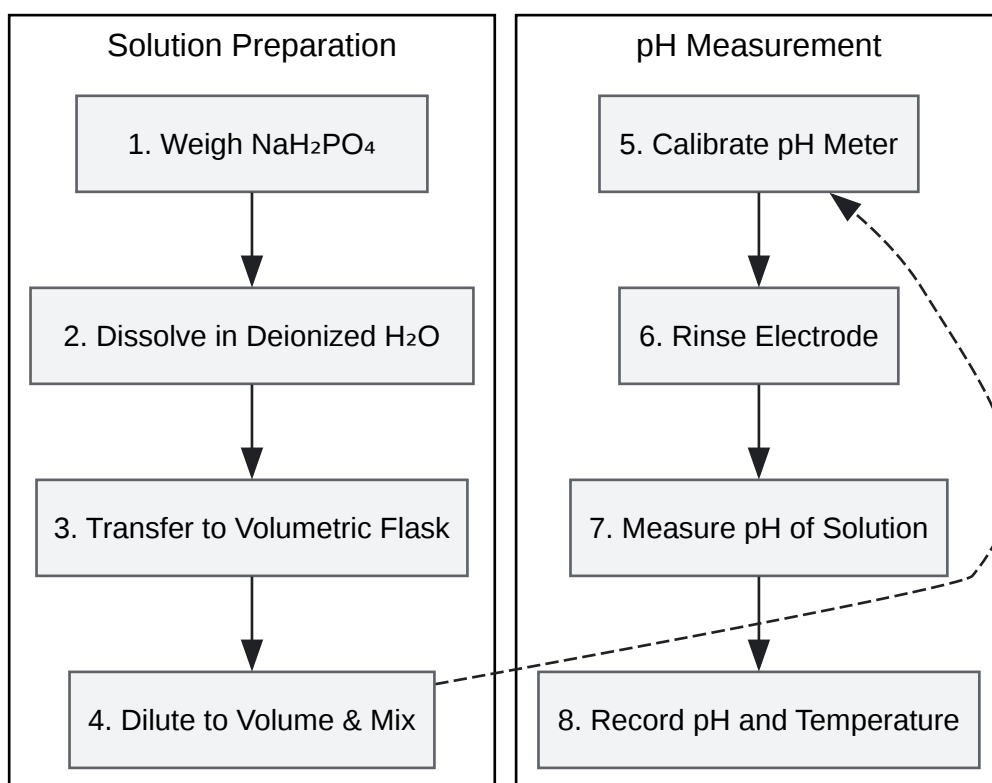 Solution Preparation
1. Weigh NaH₂PO₄
2. Dissolve in Deionized H₂O
3. Transfer to Volumetric Flask
4. Dilute to Volume & Mix
pH Measurement
5. Calibrate pH Meter
6. Rinse Electrode
7. Measure pH of Solution
8. Record pH and Temperature